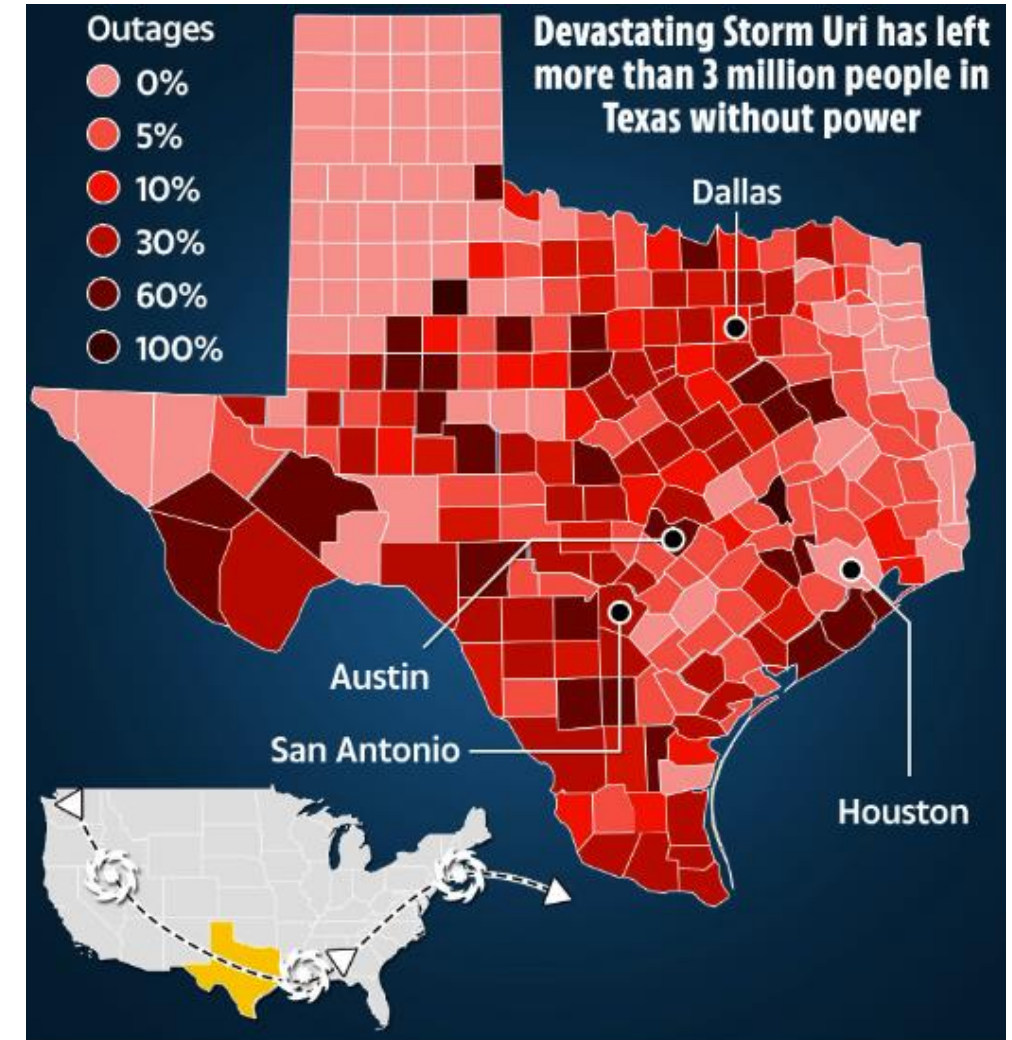 Outages
0%
5%
10%
30%
60%
100%
Devastating Storm Uri has left
more than 3 million people in
Texas without power
Dallas
Austin
San Antonio
Houston